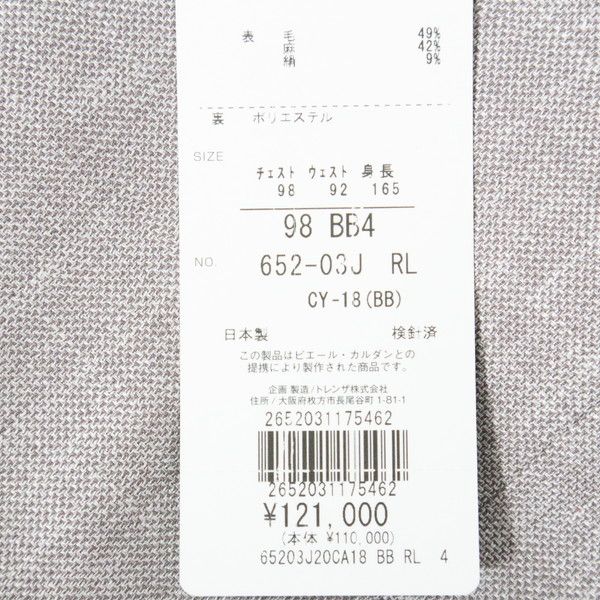 表 毛 49%
麻 42%
絹 9%
裏 ポリエステル
SIZE
チェスト ウェスト 身長
98 92 165
98 BB4
NO. 652-03J RL
CY-18(BB)
日本製 検針済
この製品はピエール・カルダンとの
提携により製作された商品です
企画 製造/トレンザ株式会社
住所/大阪府枚方市長尾谷町1-81-1
2652031175462
2652031175462
¥121,000
(本体 ¥110,000)
65203J20CA18 BB RL 4